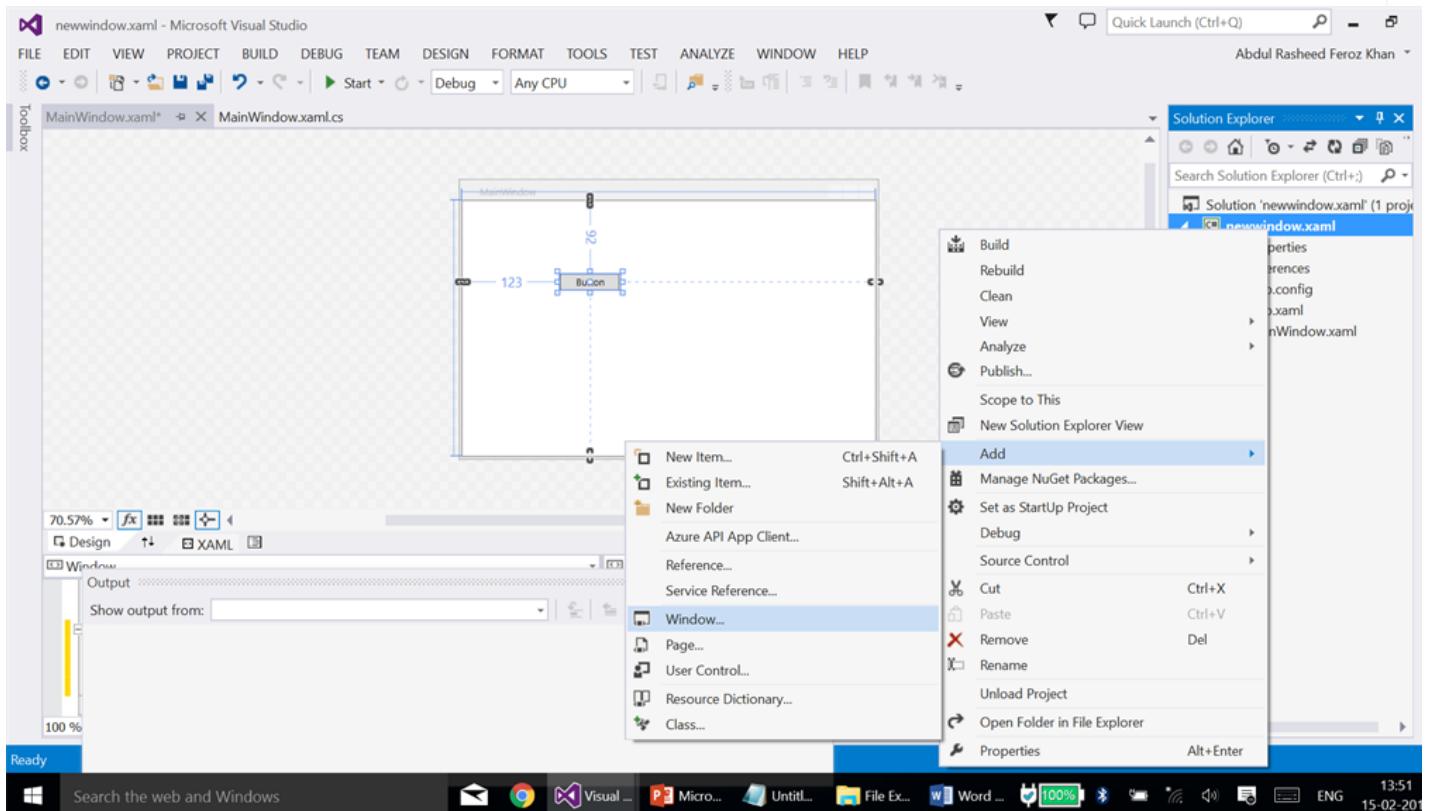 newwindow.xaml - Microsoft Visual Studio
Quick Launch (Ctrl+Q)
FILE EDIT VIEW PROJECT BUILD DEBUG TEAM DESIGN FORMAT TOOLS TEST ANALYZE WINDOW HELP
Abdul Rasheed Feroz Khan
Start Debug Any CPU
Toolbox
MainWindow.xaml* MainWindow.xaml.cs
MainWindow
92
123
Button
70.57%
Design XAML
Window
Output
Show output from:
100 %
Solution Explorer
Search Solution Explorer (Ctrl+;)
Solution 'newwindow.xaml' (1 proje
newwindow.xaml
perties
erences
.config
.xaml
nWindow.xaml
Build
Rebuild
Clean
View
Analyze
Publish...
Scope to This
New Solution Explorer View
Add
Manage NuGet Packages...
Set as StartUp Project
Debug
Source Control
Cut Ctrl+X
Paste Ctrl+V
Remove Del
Rename
Unload Project
Open Folder in File Explorer
Properties Alt+Enter
New Item... Ctrl+Shift+A
Existing Item... Shift+Alt+A
New Folder
Azure API App Client...
Reference...
Service Reference...
Window...
Page...
User Control...
Resource Dictionary...
Class...
Ready
Search the web and Windows
Visual ...
Micro...
Untitl...
File Ex...
Word ...
100%
ENG
13:51
15-02-201